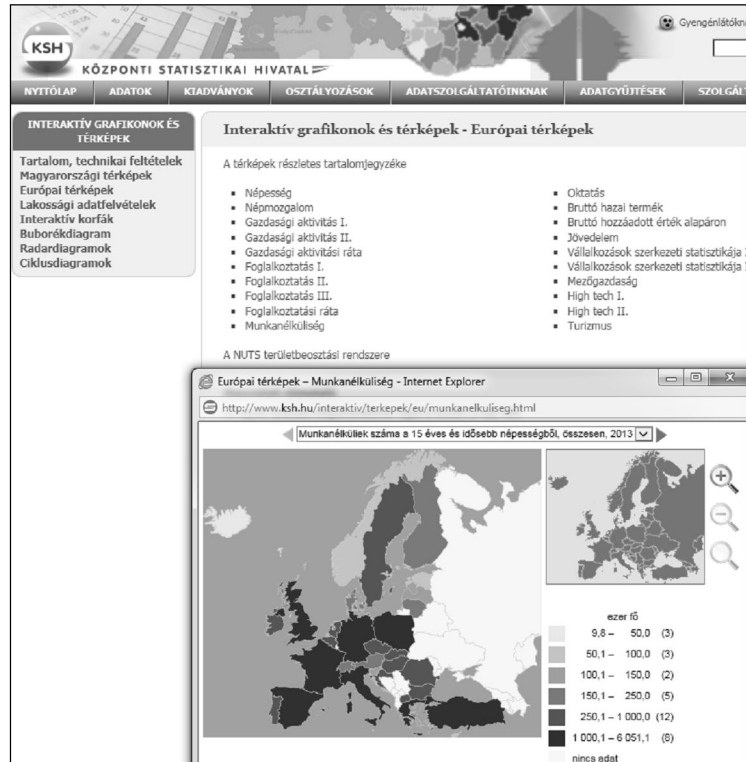 Gyengénlátókna
KSH
KÖZPONTI STATISZTIKAI HIVATAL
NYITÓLAP ADATOK KIADVÁNYOK OSZTÁLYOZÁSOK ADATSZOLGÁLTATÓINKNAK ADATGYŰJTÉSEK SZOLGÁLT
INTERAKTÍV GRAFIKONOK ÉS
TÉRKÉPEK
Tartalom, technikai feltételek
Magyarországi térképek
Európai térképek
Lakossági adatfelvételek
Interaktív korfák
Buborékdiagram
Radardiagramok
Ciklusdiagramok
Interaktív grafikonok és térképek - Európai térképek
A térképek részletes tartalomjegyzéke
Népesség
Népmozgalom
Gazdasági aktivitás I.
Gazdasági aktivitás II.
Gazdasági aktivitási ráta
Foglalkoztatás I.
Foglalkoztatás II.
Foglalkoztatás III.
Foglalkoztatási ráta
Munkanélküliség
Oktatás
Bruttó hazai termék
Bruttó hozzáadott érték alapáron
Jövedelem
Vállalkozások szerkezeti statisztikája I
Vállalkozások szerkezeti statisztikája I
Mezőgazdaság
High tech I.
High tech II.
Turizmus
A NUTS területbeosztási rendszere
Európai térképek – Munkanélküliség - Internet Explorer
http://www.ksh.hu/interaktiv/terkepek/eu/munkanelkuliseg.html
Munkanélküliek száma a 15 éves és idősebb népességből, összesen, 2013
ezer fő
9,8 – 50,0 (3)
50,1 – 100,0 (3)
100,1 – 150,0 (2)
150,1 – 250,0 (5)
250,1 – 1 000,0 (12)
1 000,1 – 6 051,1 (8)
nincs adat